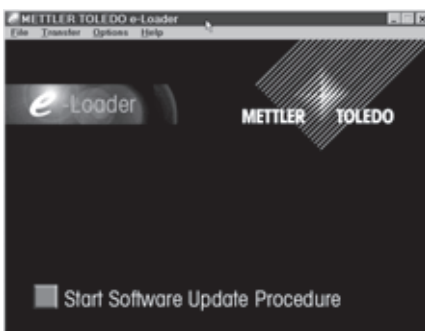 METTLER TOLEDO e-Loader
File Transfer Options Help
e-Loader
METTLER TOLEDO
Start Software Update Procedure